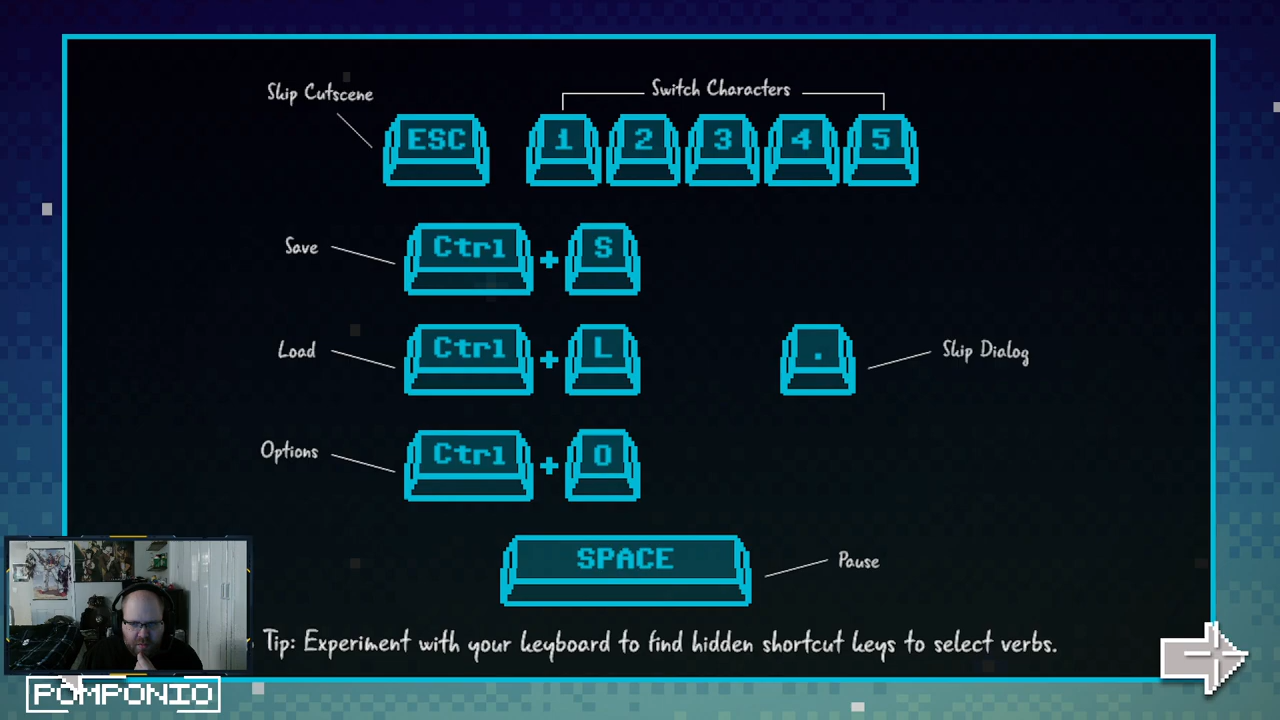 Skip Cutscene
Switch Characters
ESC
1 2 3 4 5
Save
Ctrl + S
Load
Ctrl + L
. Skip Dialog
Options
Ctrl + O
SPACE
Pause
Tip: Experiment with your keyboard to find hidden shortcut keys to select verbs.
POMPONIO